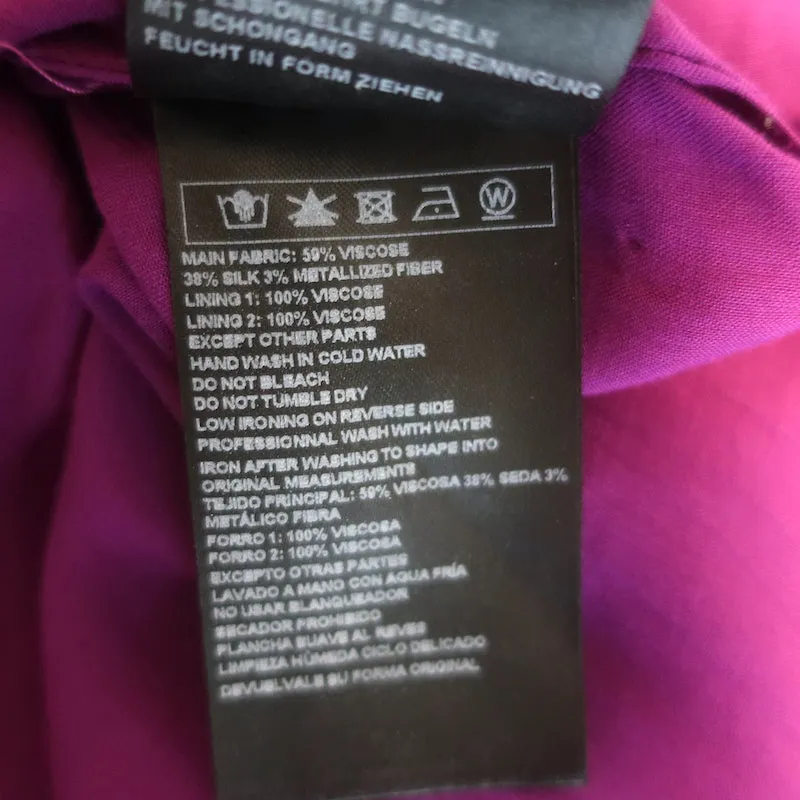 BÜGELN
PROFESSIONELLE NASSREINNIGUNG
MIT SCHONGANG
FEUCHT IN FORM ZIEHEN
W
MAIN FABRIC: 59% VISCOSE
38% SILK 3% METALLIZED FIBER
LINING 1: 100% VISCOSE
LINING 2: 100% VISCOSE
EXCEPT OTHER PARTS
HAND WASH IN COLD WATER
DO NOT BLEACH
DO NOT TUMBLE DRY
LOW IRONING ON REVERSE SIDE
PROFESSIONNAL WASH WITH WATER
IRON AFTER WASHING TO SHAPE INTO
ORIGINAL MEASUREMENTS
TEJIDO PRINCIPAL: 59% VISCOSA 38% SEDA 3%
METÁLICO FIBRA
FORRO 1: 100% VISCOSA
FORRO 2: 100% VISCOSA
EXCEPTO OTRAS PARTES
LAVADO A MANO CON AGUA FRÍA
NO USAR BLANQUEADOR
SECADOR PROHIBIDO
PLANCHA SUAVE AL REVES
LIMPIEZA HÚMEDA CICLO DELICADO
DEVUELVALE SU FORMA ORIGINAL